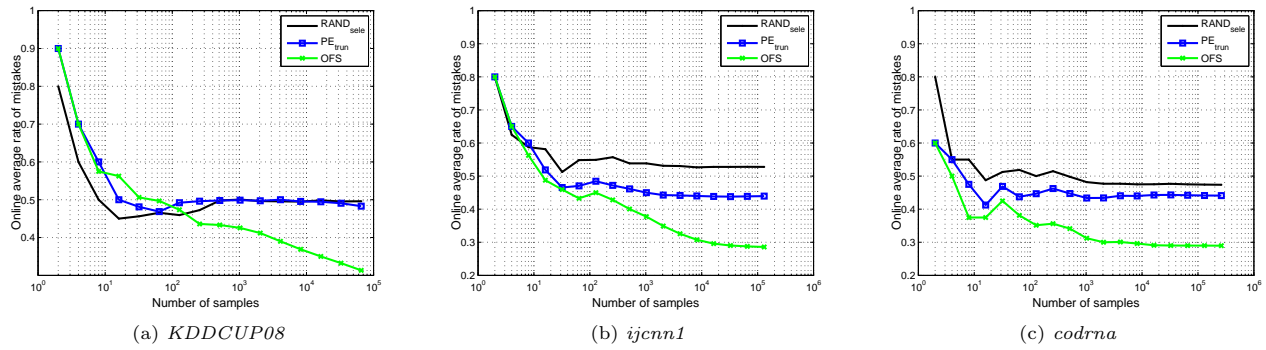 Online average rate of mistakes
1
0.9
0.8
0.7
0.6
0.5
0.4
10^0 10^1 10^2 10^3 10^4 10^5
Number of samples
RAND_sele
PE_trun
OFS
(a) KDDCUP08
Online average rate of mistakes
1
0.9
0.8
0.7
0.6
0.5
0.4
0.3
0.2
10^0 10^1 10^2 10^3 10^4 10^5 10^6
Number of samples
RAND_sele
PE_trun
OFS
(b) ijcnn1
Online average rate of mistakes
1
0.9
0.8
0.7
0.6
0.5
0.4
0.3
0.2
10^0 10^1 10^2 10^3 10^4 10^5 10^6
Number of samples
RAND_sele
PE_trun
OFS
(c) codrna